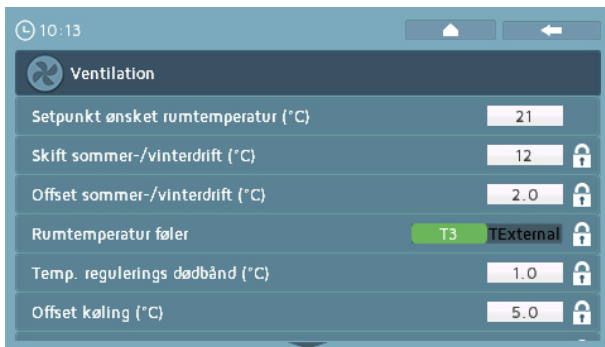 10:13
Ventilation
Setpunkt ønsket rumtemperatur (°C) 21
Skift sommer-/vinterdrift (°C) 12
Offset sommer-/vinterdrift (°C) 2.0
Rumtemperatur føler T3 TExternal
Temp. regulerings dødbånd (°C) 1.0
Offset køling (°C) 5.0